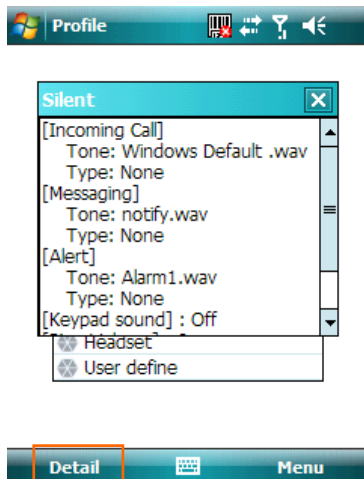 Profile
Silent
[Incoming Call]
Tone: Windows Default .wav
Type: None
[Messaging]
Tone: notify.wav
Type: None
[Alert]
Tone: Alarm1.wav
Type: None
[Keypad sound] : Off
Headset
User define
Detail
Menu